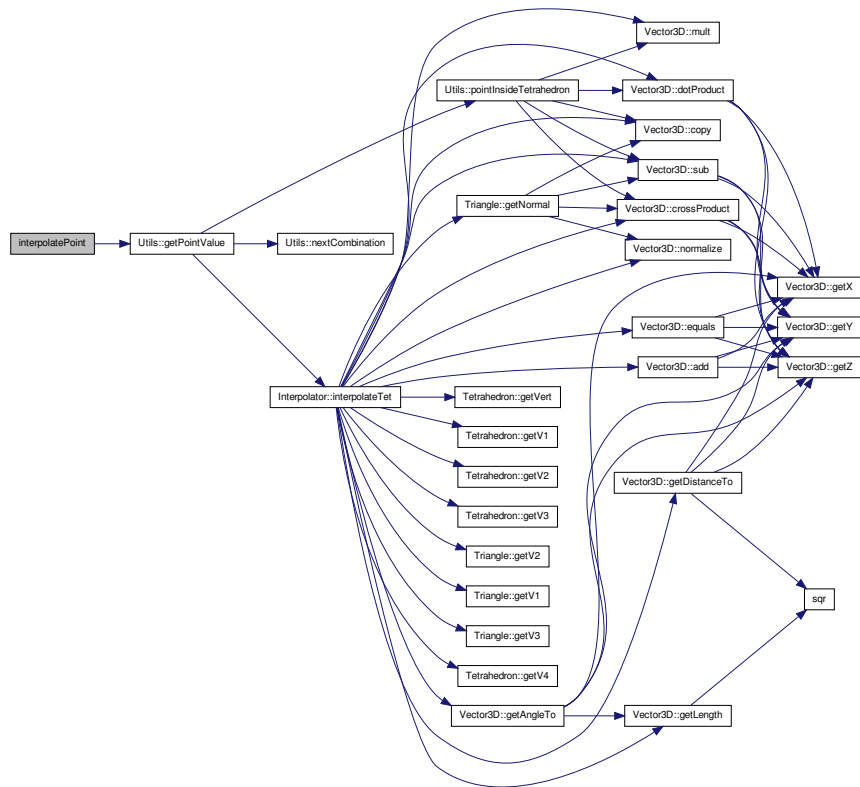 Vector3D::mult
Utils::pointInsideTetrahedron
Vector3D::dotProduct
Vector3D::copy
Vector3D::sub
Triangle::getNormal
Vector3D::crossProduct
interpolatePoint
Utils::getPointValue
Utils::nextCombination
Vector3D::normalize
Vector3D::getX
Vector3D::equals
Vector3D::getY
Vector3D::add
Vector3D::getZ
Interpolator::interpolateTet
Tetrahedron::getVert
Tetrahedron::getV1
Tetrahedron::getV2
Vector3D::getDistanceTo
Tetrahedron::getV3
Triangle::getV2
Triangle::getV1
sqr
Triangle::getV3
Tetrahedron::getV4
Vector3D::getAngleTo
Vector3D::getLength